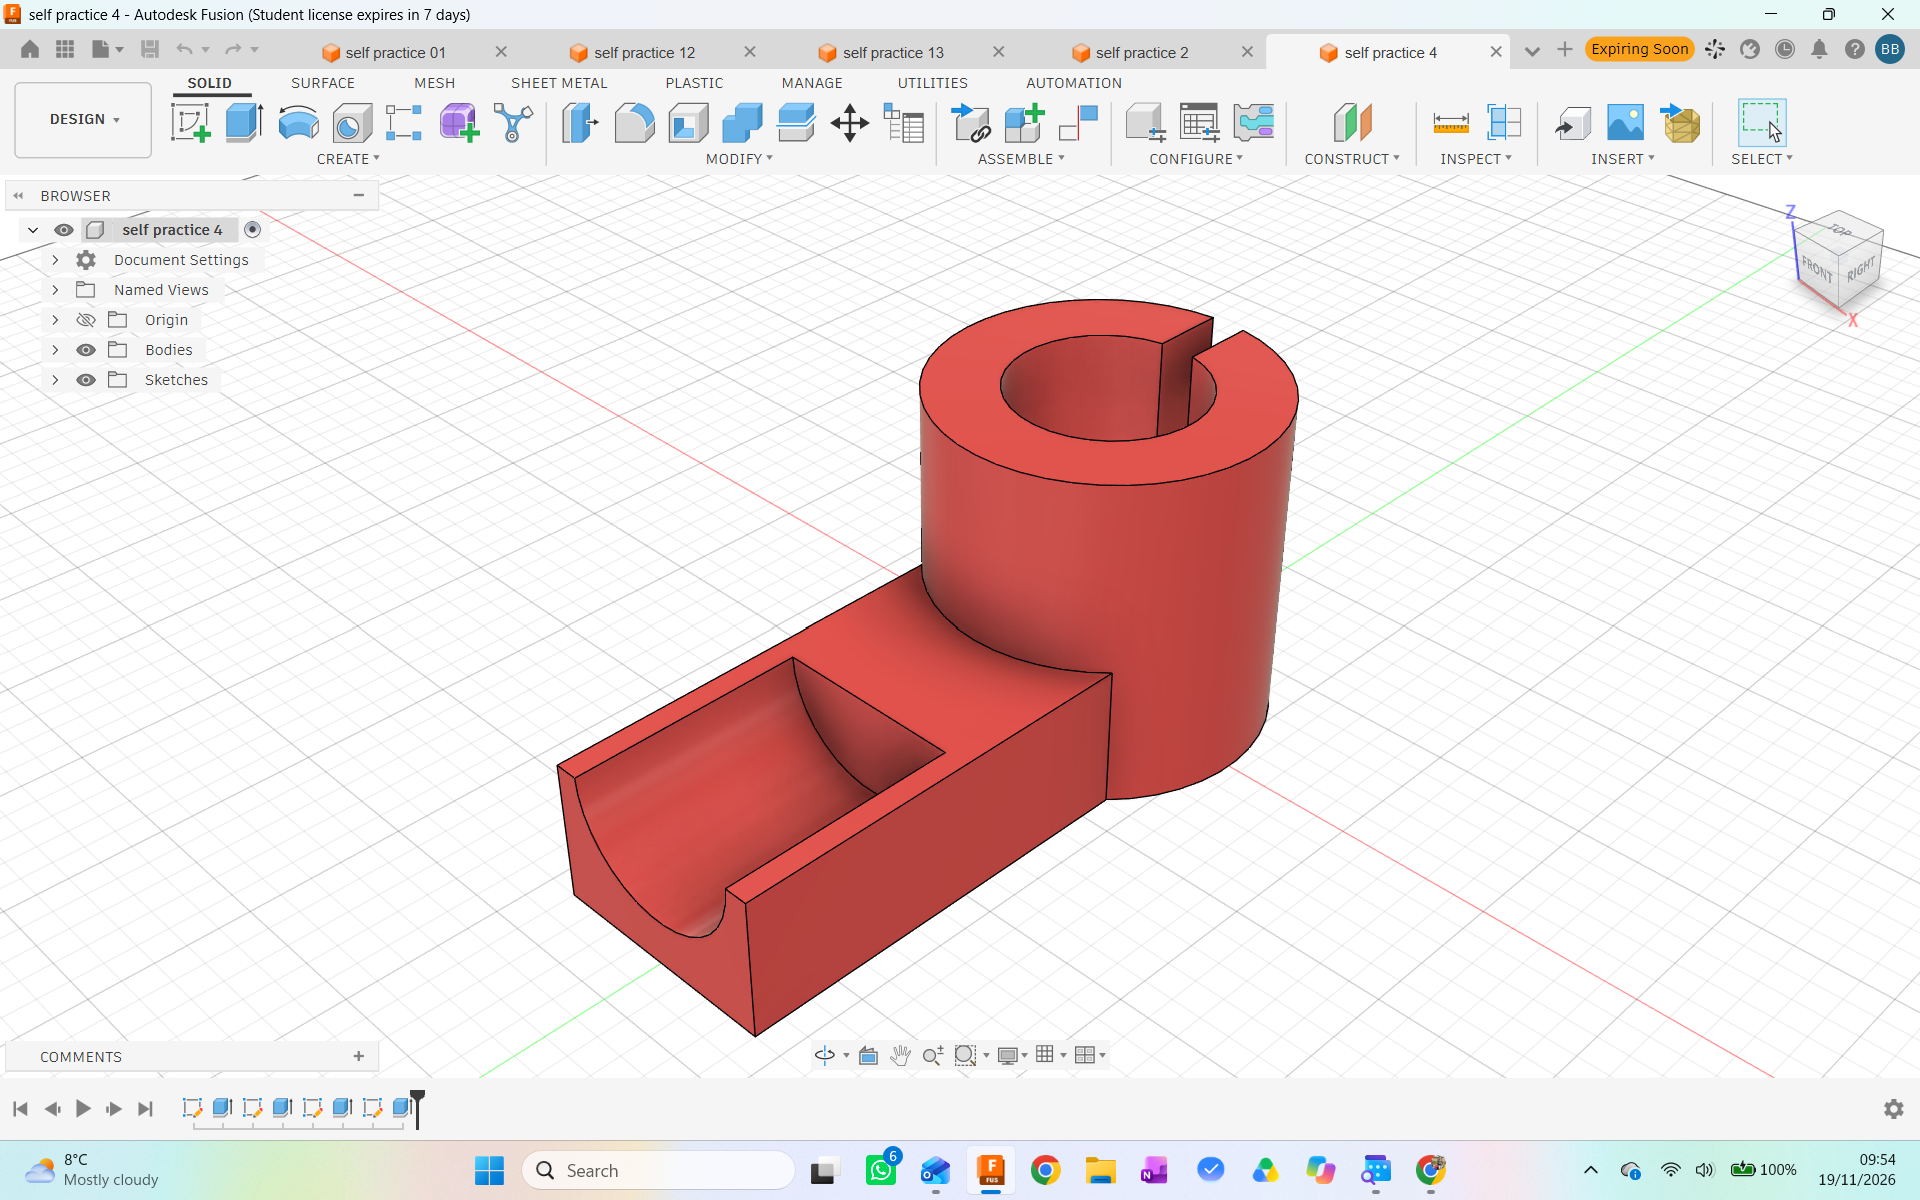 self practice 4 - Autodesk Fusion (Student license expires in 7 days)
self practice 01
self practice 12
self practice 13
self practice 2
self practice 4
Expiring Soon
BB
SOLID SURFACE MESH SHEET METAL PLASTIC MANAGE UTILITIES AUTOMATION
DESIGN
CREATE MODIFY ASSEMBLE CONFIGURE CONSTRUCT INSPECT INSERT SELECT
BROWSER
self practice 4
Document Settings
Named Views
Origin
Bodies
Sketches
Z
TOP
FRONT
RIGHT
X
COMMENTS
8°C
Mostly cloudy
Search
6
FUS
100%
09:54
19/11/2026